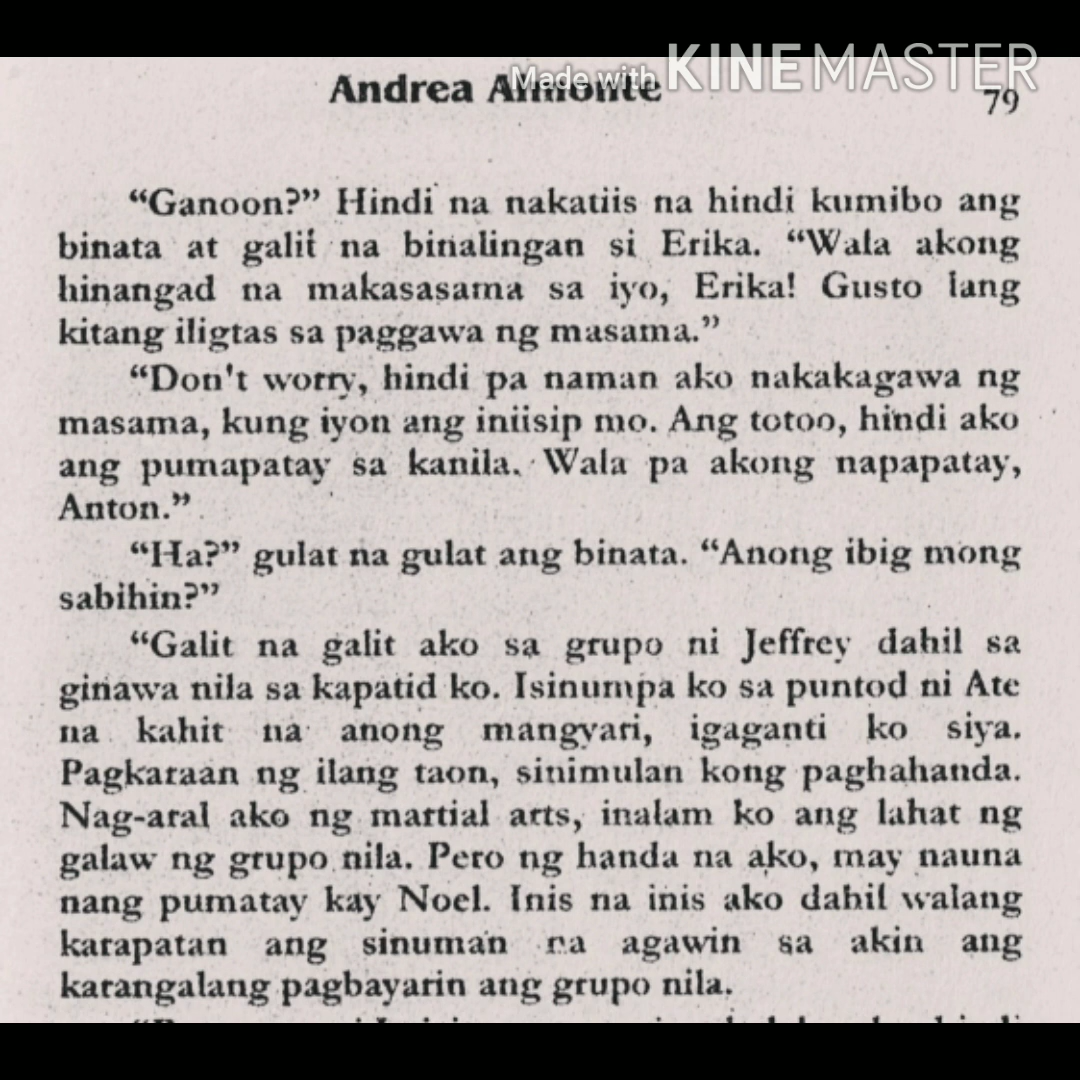 Made with KINEMASTER
Andrea Almonte
79
“Ganoon?” Hindi na nakatiis na hindi kumibo ang
binata at galit na binalingan si Erika. “Wala akong
hinangad na makasasama sa iyo, Erika! Gusto lang
kitang iligtas sa paggawa ng masama.”
“Don't worry, hindi pa naman ako nakakagawa ng
masama, kung iyon ang iniisip mo. Ang totoo, hindi ako
ang pumapatay sa kanila. Wala pa akong napapatay,
Anton.”
“Ha?” gulat na gulat ang binata. “Anong ibig mong
sabihin?”
“Galit na galit ako sa grupo ni Jeffrey dahil sa
ginawa nila sa kapatid ko. Isinumpa ko sa puntod ni Ate
na kahit na anong mangyari, igaganti ko siya.
Pagkaraan ng ilang taon, sinimulan kong paghahanda.
Nag-aral ako ng martial arts, inalam ko ang lahat ng
galaw ng grupo nila. Pero ng handa na ako, may nauna
nang pumatay kay Noel. Inis na inis ako dahil walang
karapatan ang sinuman na agawin sa akin ang
karangalang pagbayarin ang grupo nila.